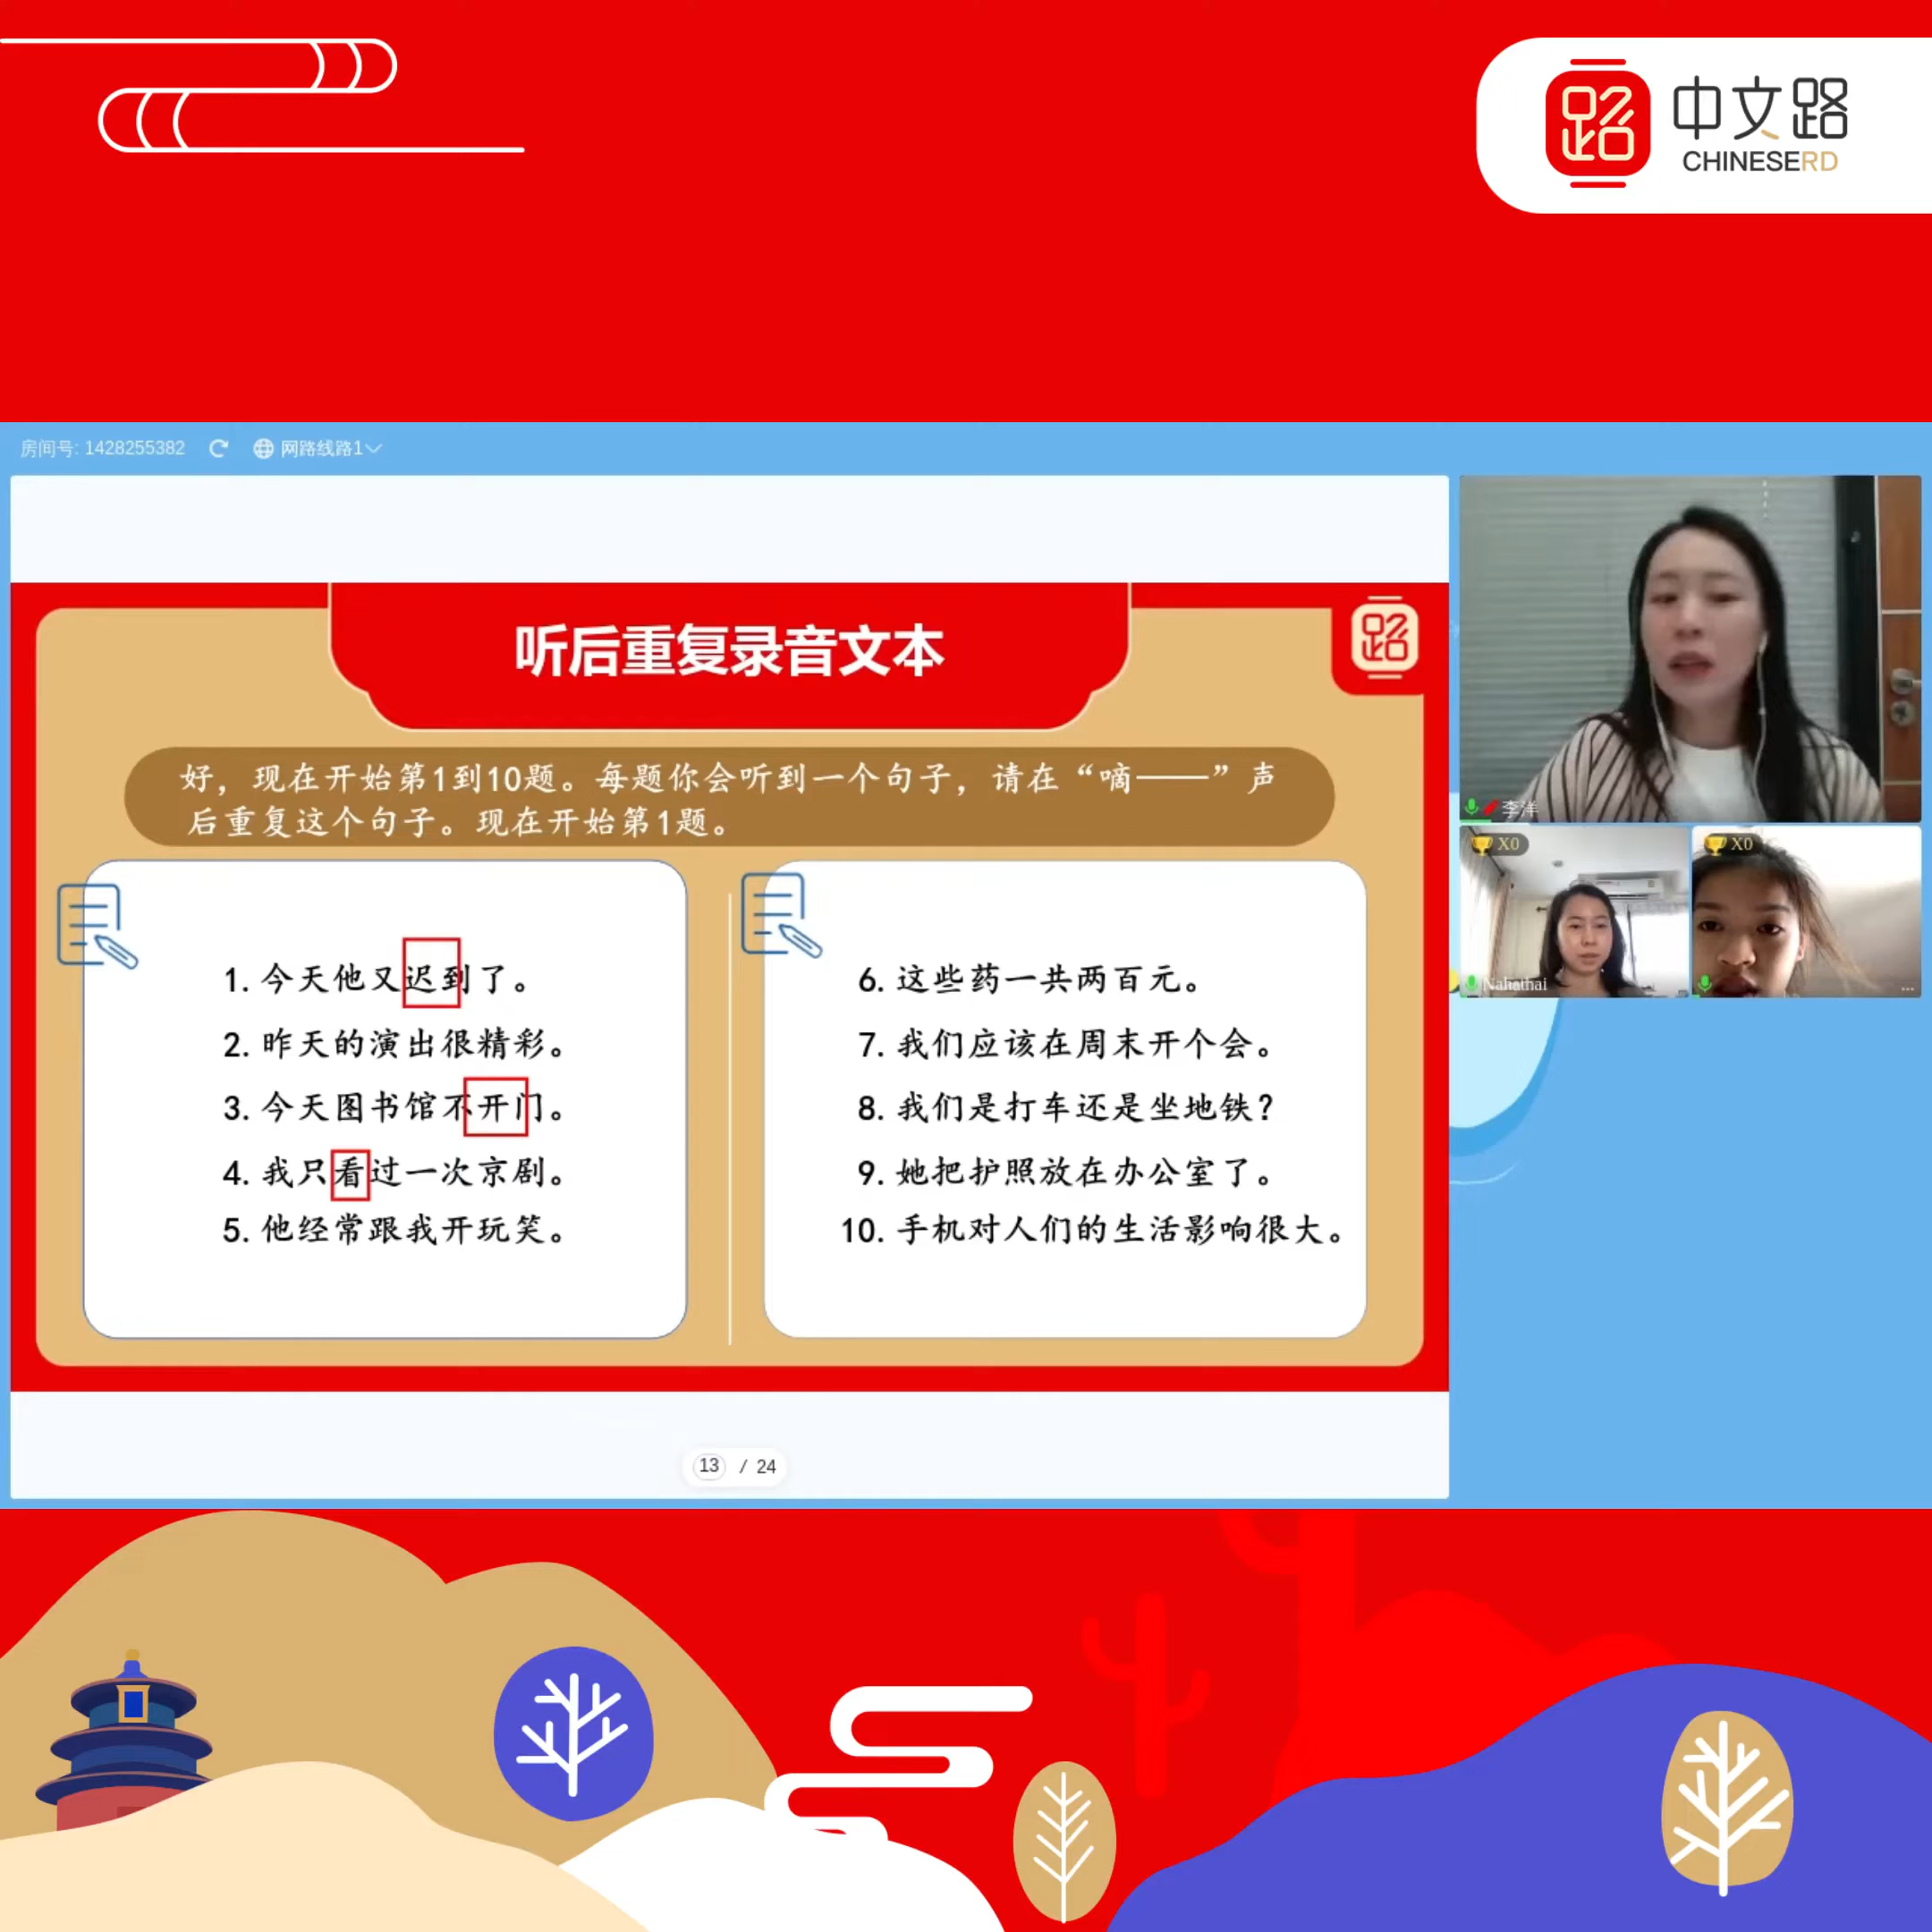 路
中文路
CHINESERD
房间号: 1428255382
网路线路1
听后重复录音文本
路
好，现在开始第1到10题。每题你会听到一个句子，请在“嘀——”声
后重复这个句子。现在开始第1题。
1. 今天他又迟到了。
2. 昨天的演出很精彩。
3. 今天图书馆不开门。
4. 我只看过一次京剧。
5. 他经常跟我开玩笑。
6. 这些药一共两百元。
7. 我们应该在周末开个会。
8. 我们是打车还是坐地铁？
9. 她把护照放在办公室了。
10. 手机对人们的生活影响很大。
李洋
X0
X0
Nahathai
...
13 / 24